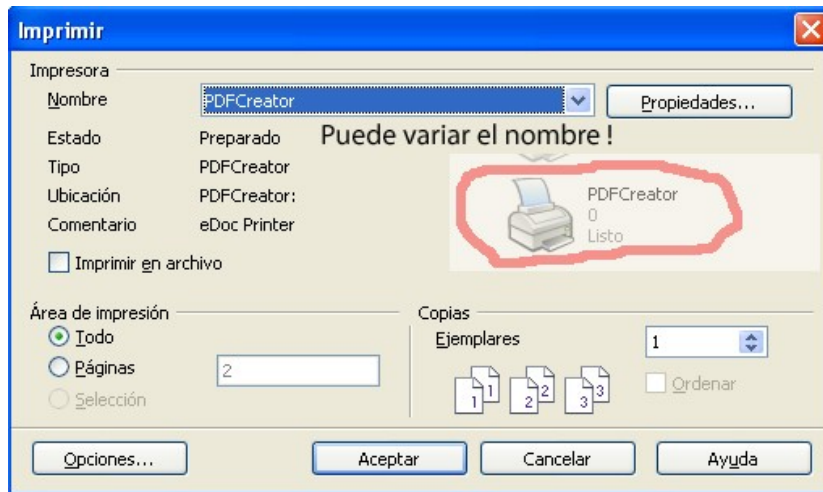 Imprimir
Impresora
Nombre PDFCreator Propiedades...
Estado Preparado Puede variar el nombre !
Tipo PDFCreator
Ubicación PDFCreator:
Comentario eDoc Printer
PDFCreator
0
Listo
Imprimir en archivo
Área de impresión Copias
Todo Ejemplares 1
Páginas 2
Selección
1 1 2 2 3 3 Ordenar
Opciones... Aceptar Cancelar Ayuda